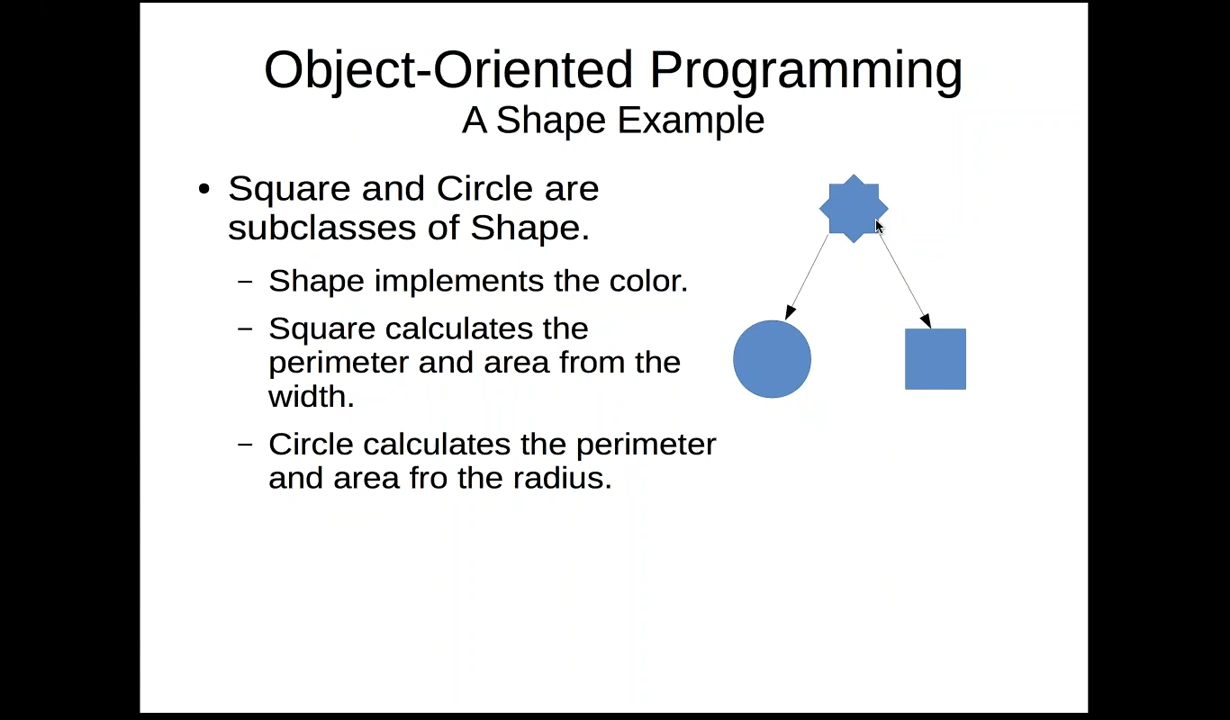 Object-Oriented Programming
A Shape Example
• Square and Circle are
subclasses of Shape.
– Shape implements the color.
– Square calculates the
perimeter and area from the
width.
– Circle calculates the perimeter
and area fro the radius.